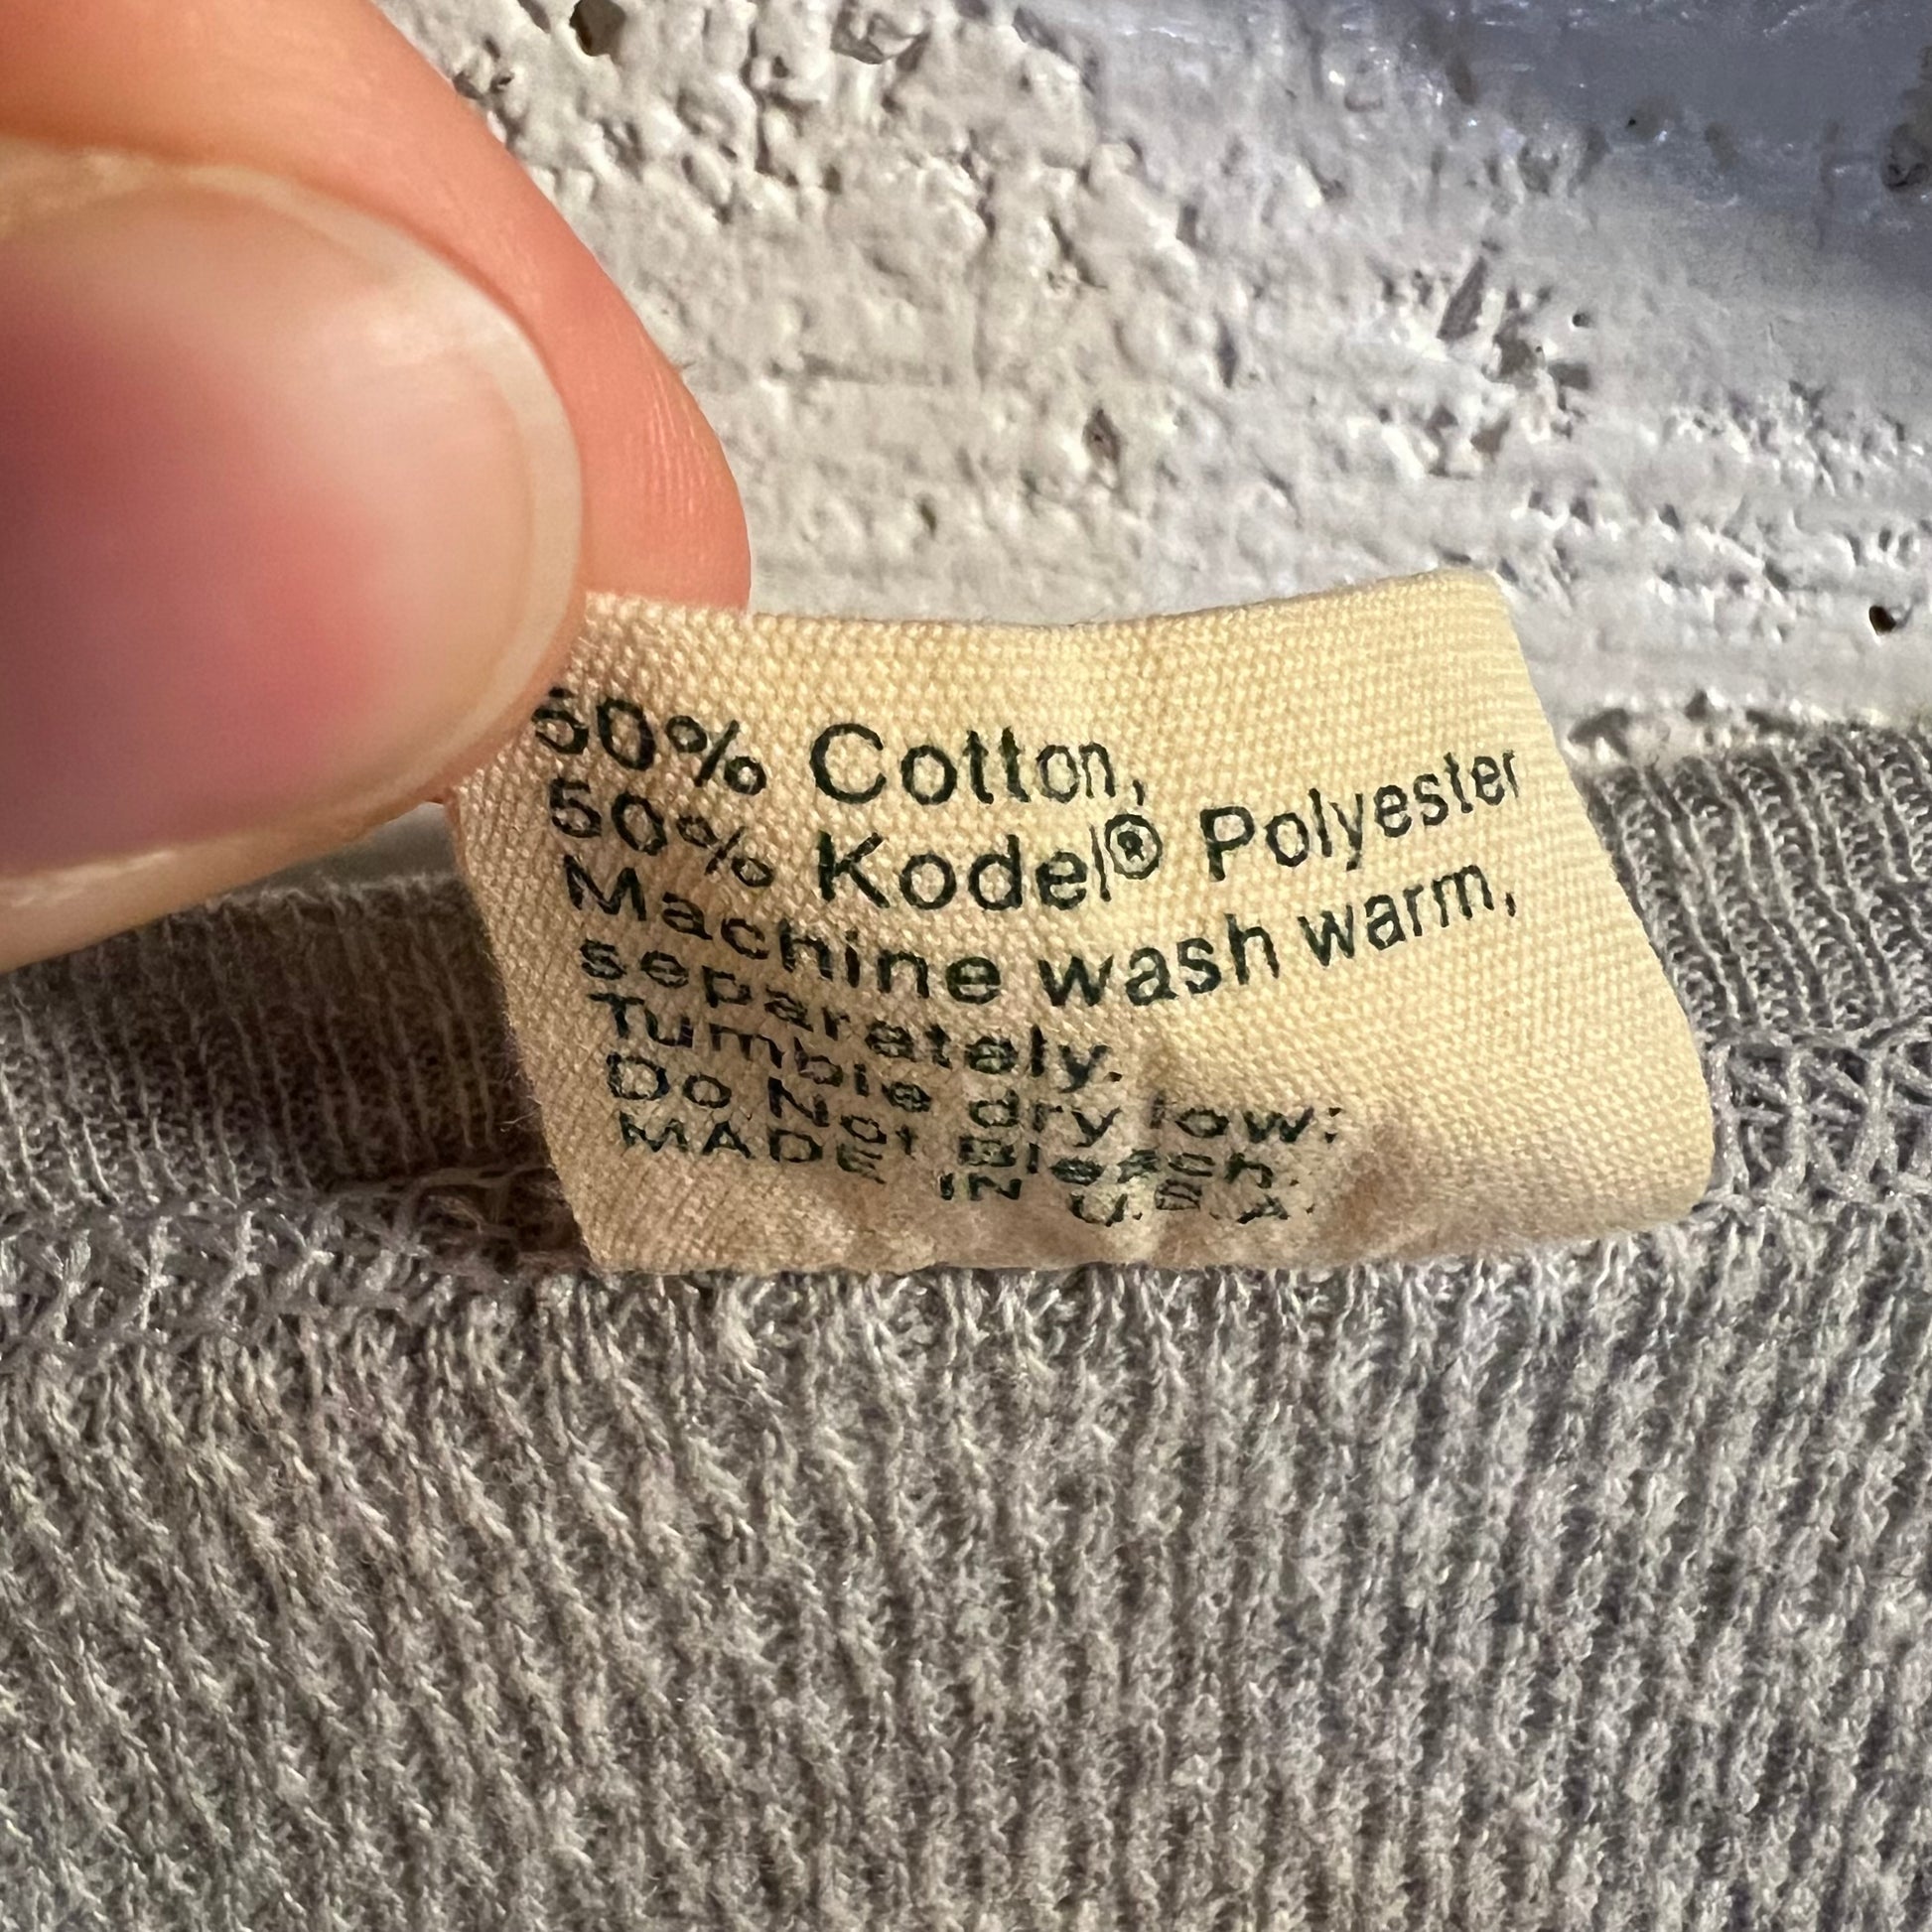 50% Cotton,
50% Kodel® Polyester
Machine wash warm,
separately.
Tumble dry low:
Do Not Bleach.
MADE IN U.S.A.